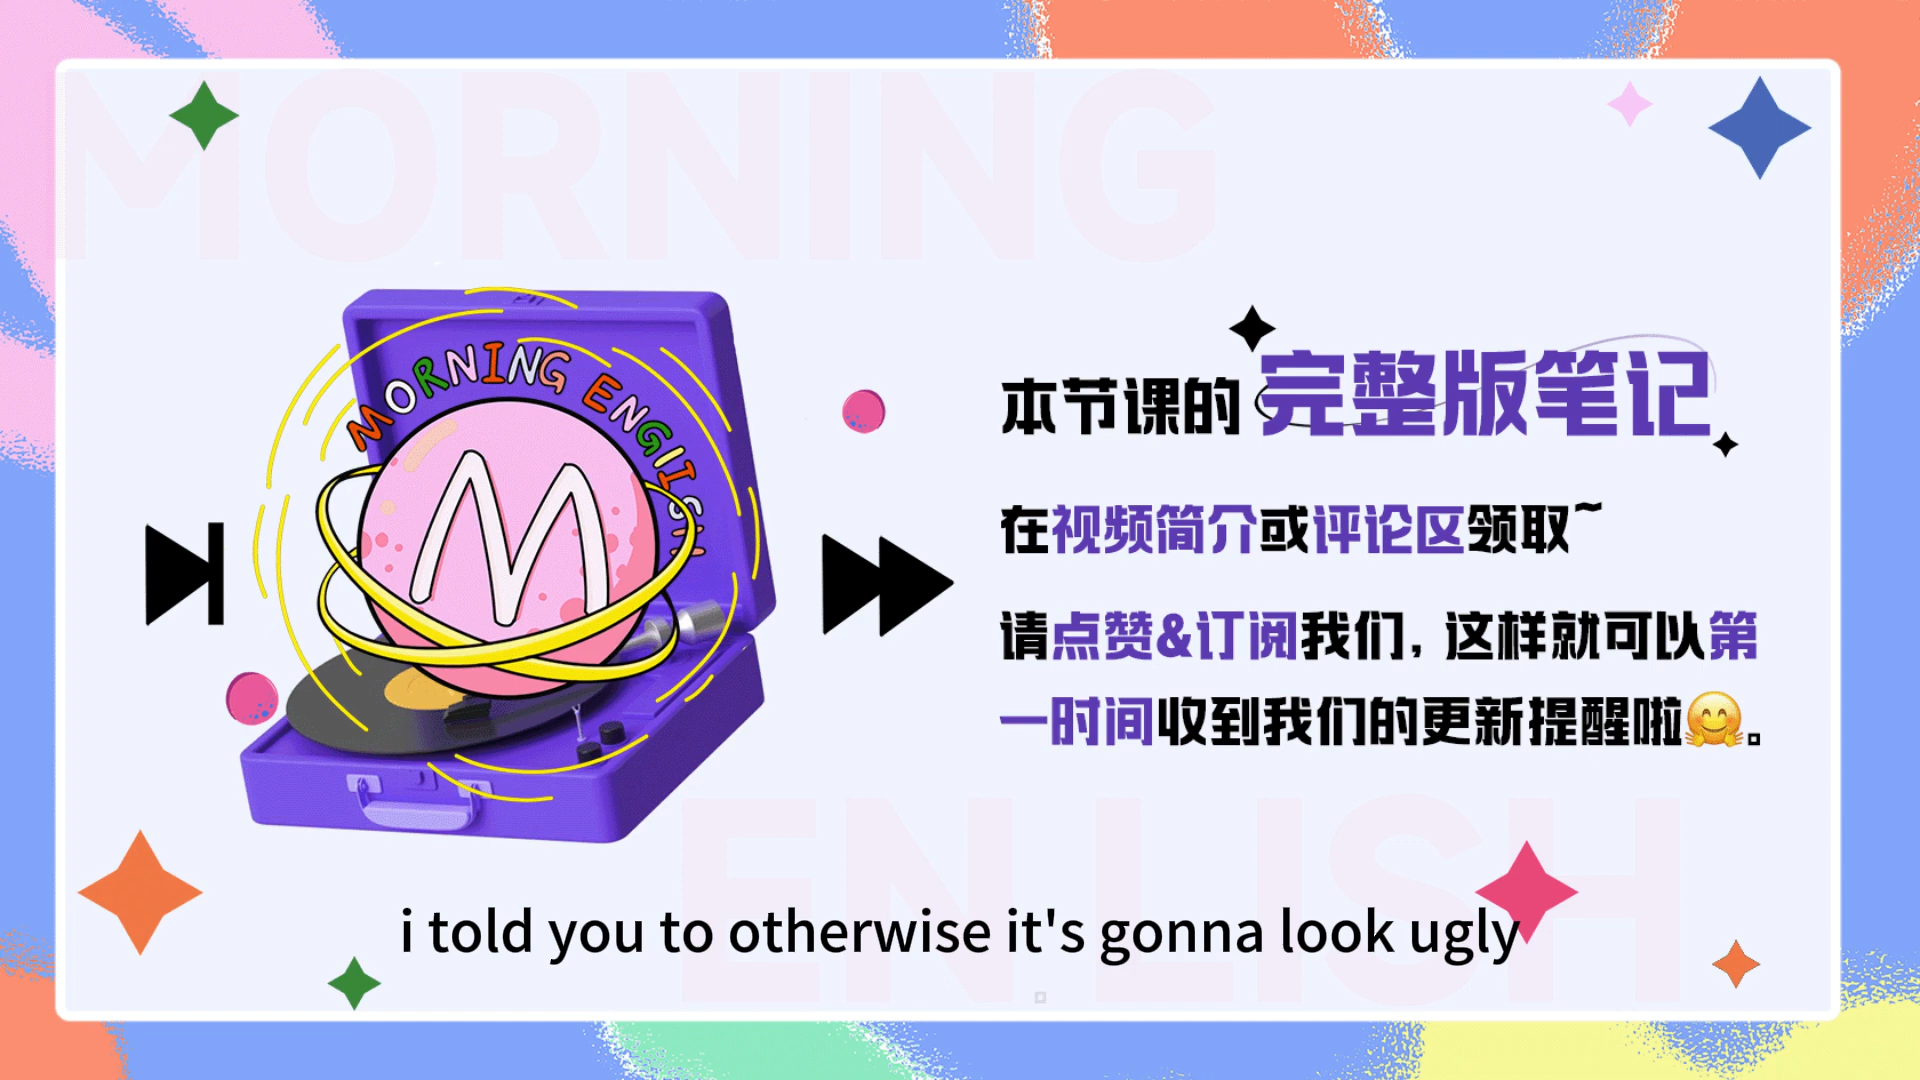 MORNING
MORNING ENGlISH
M
本节课的完整版笔记
在视频简介或评论区领取~
请点赞&订阅我们，这样就可以第
一时间收到我们的更新提醒啦🤗。
EN LISH
i told you to otherwise it's gonna look ugly